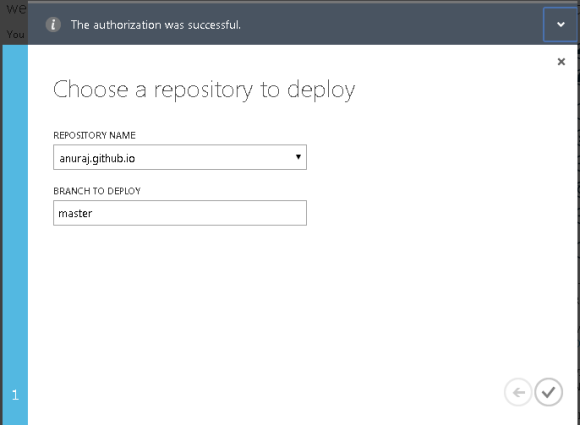 we
You
The authorization was successful.
Choose a repository to deploy
REPOSITORY NAME
anuraj.github.io
BRANCH TO DEPLOY
master
1